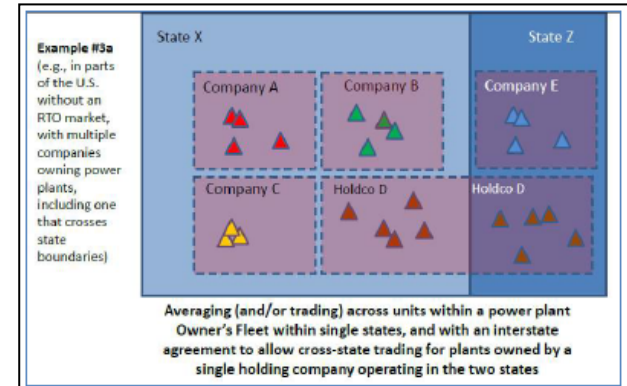 Example #3a
(e.g., in parts
of the U.S.
without an
RTO market,
with multiple
companies
owning power
plants,
including one
that crosses
state
boundaries)
State X
State Z
Company A
Company B
Company E
Company C
Holdco D
Holdco D
Averaging (and/or trading) across units within a power plant
Owner's Fleet within single states, and with an interstate
agreement to allow cross-state trading for plants owned by a
single holding company operating in the two states